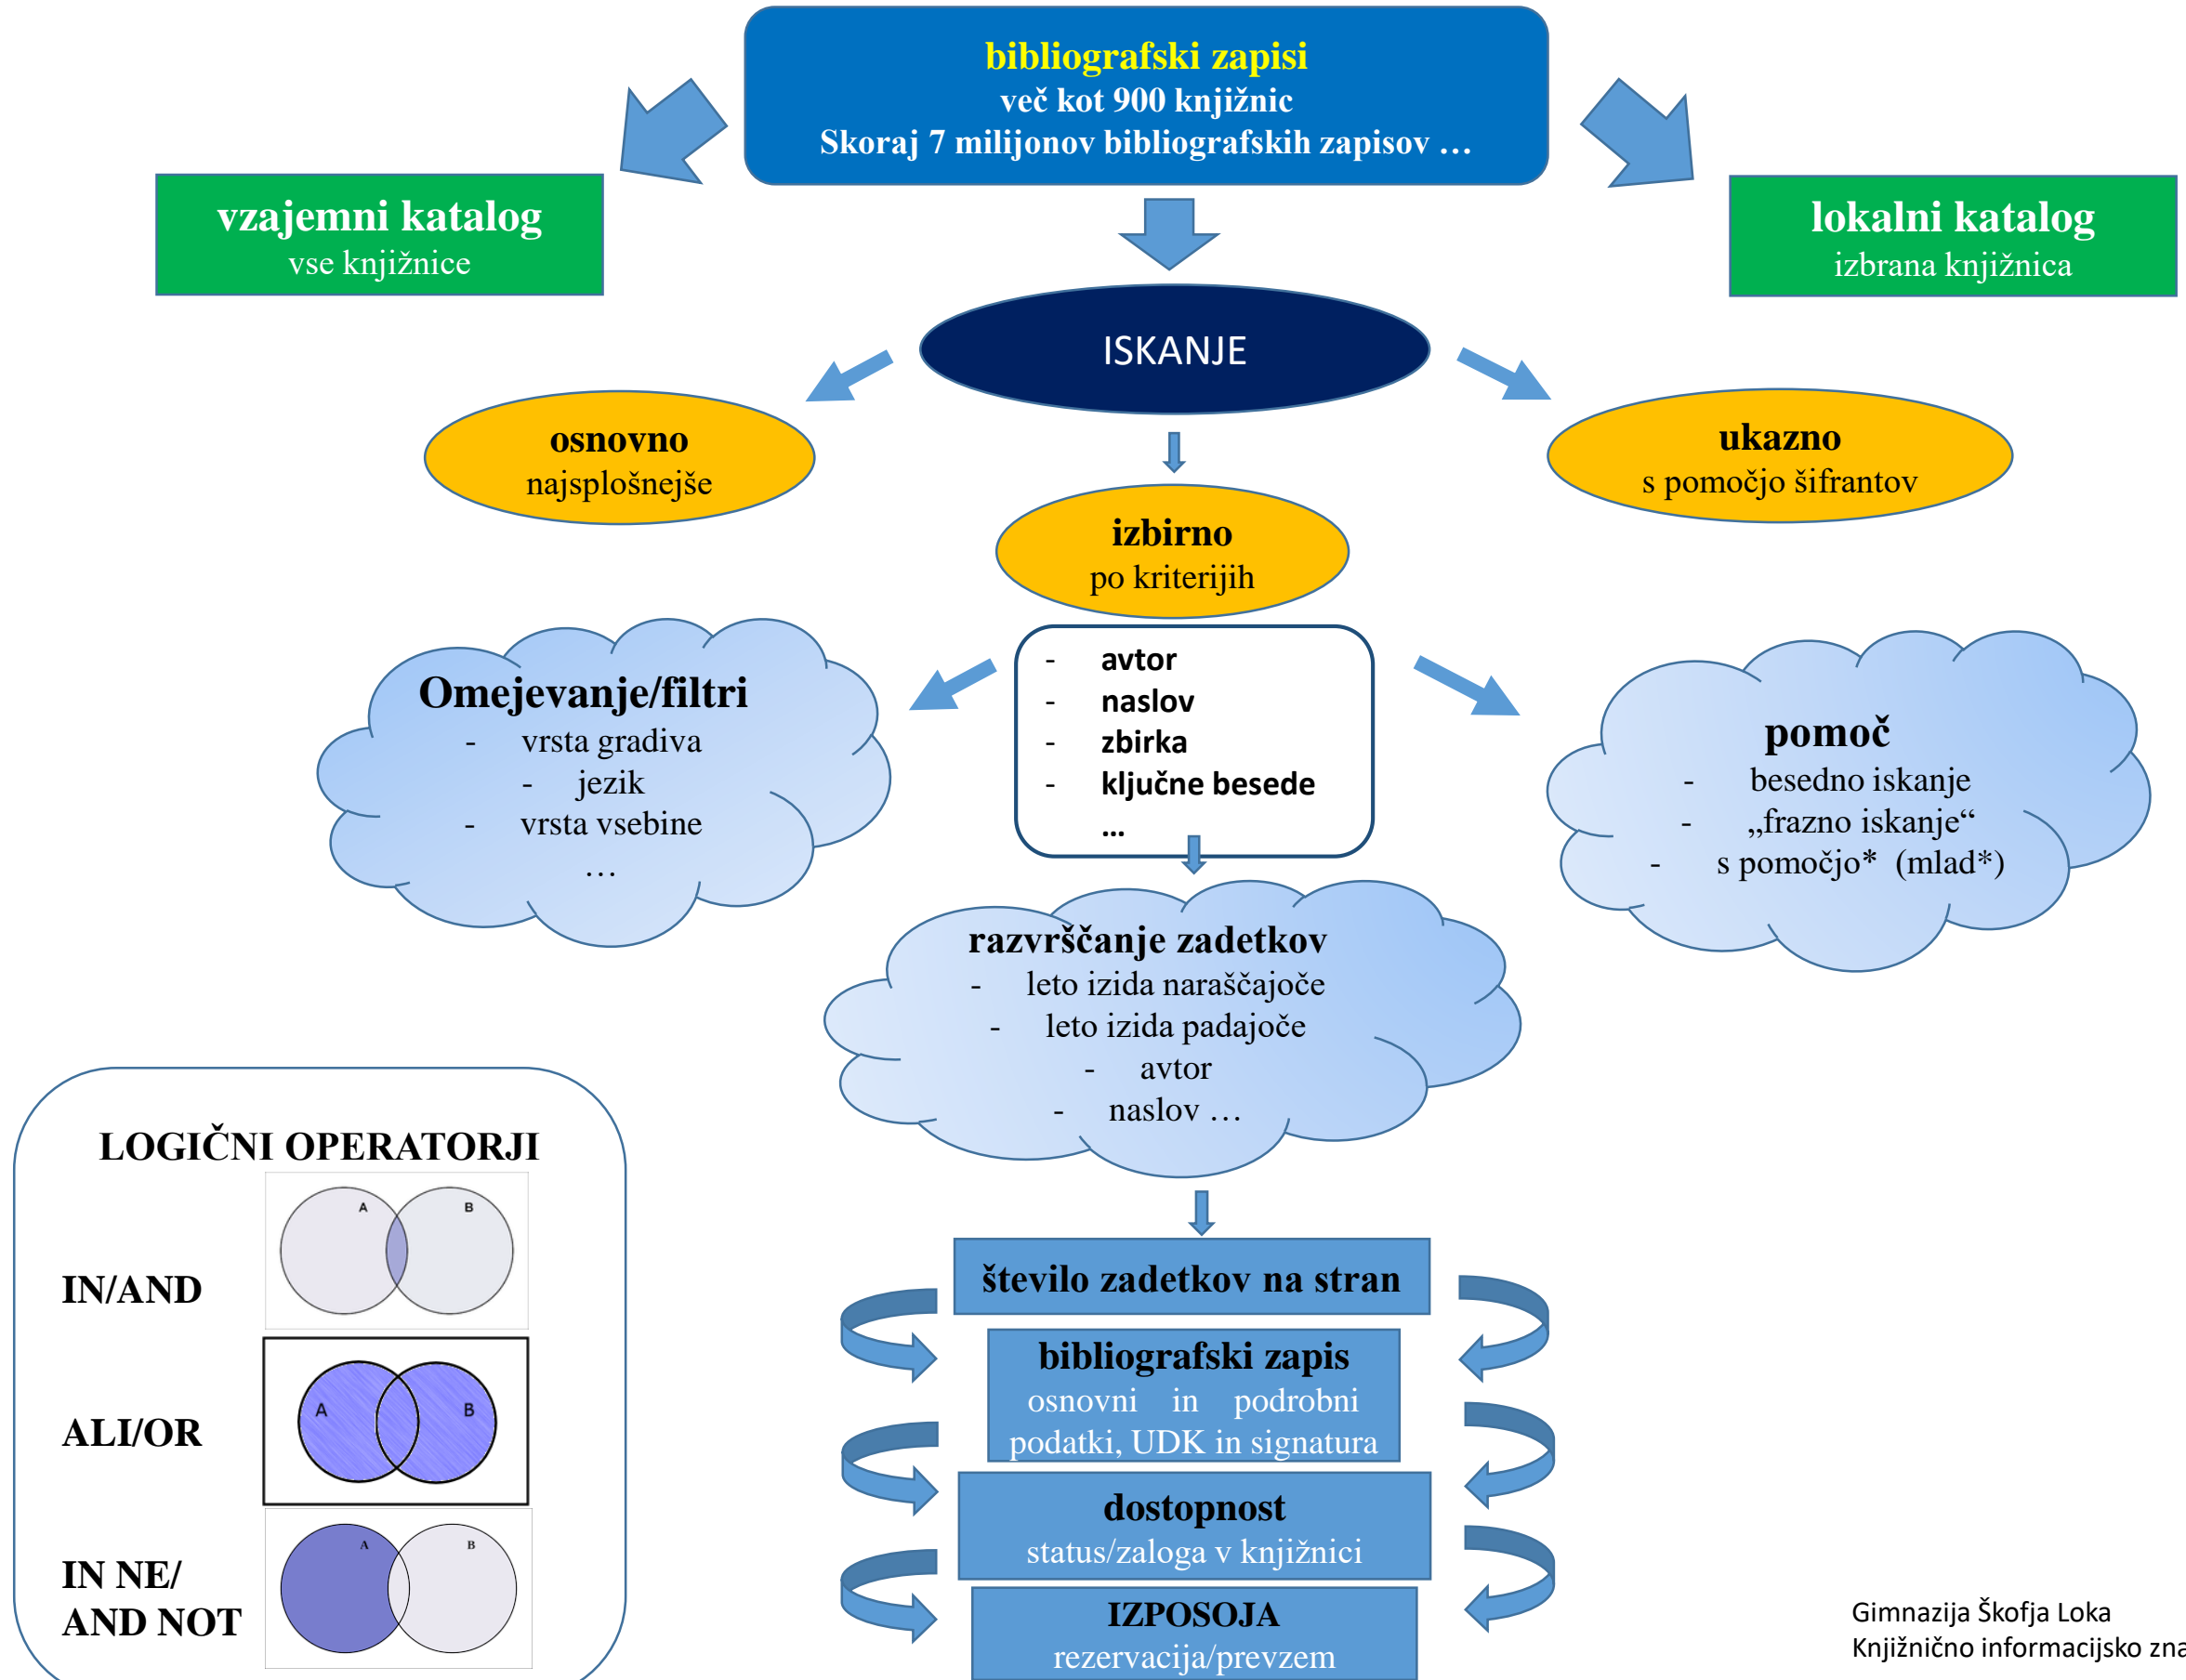 bibliografski zapisi
več kot 900 knjižnic
Skoraj 7 milijonov bibliografskih zapisov …
vzajemni katalog
vse knjižnice
lokalni katalog
izbrana knjižnica
ISKANJE
osnovno
najsplošnejše
ukazno
s pomočjo šifrantov
izbirno
po kriterijih
Omejevanje/filtri
- vrsta gradiva
- jezik
- vrsta vsebine
…
- avtor
- naslov
- zbirka
- ključne besede
…
pomoč
- besedno iskanje
- „frazno iskanje“
- s pomočjo* (mlad*)
razvrščanje zadetkov
- leto izida naraščajoče
- leto izida padajoče
- avtor
- naslov …
LOGIČNI OPERATORJI
A B
IN/AND
A B
ALI/OR
A B
IN NE/
AND NOT
število zadetkov na stran
bibliografski zapis
osnovni in podrobni
podatki, UDK in signatura
dostopnost
status/zaloga v knjižnici
IZPOSOJA
rezervacija/prevzem
Gimnazija Škofja Loka
Knjižnično informacijsko